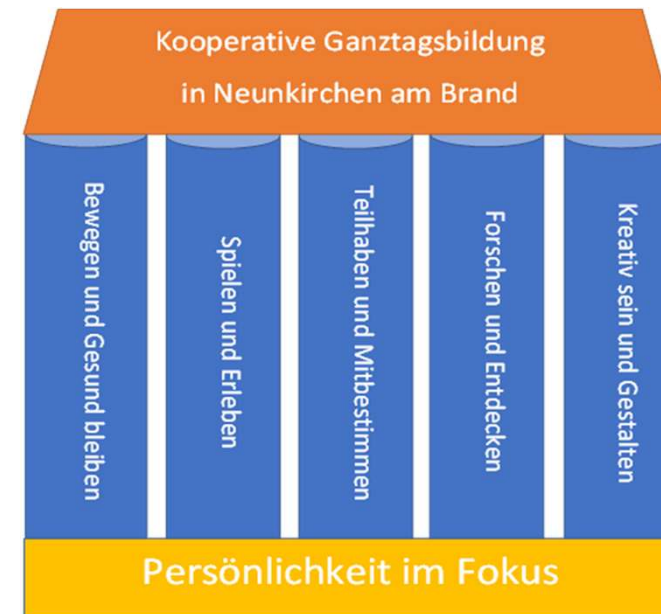 Kooperative Ganztagsbildung
in Neunkirchen am Brand
Bewegen und Gesund bleiben
Spielen und Erleben
Teilhaben und Mitbestimmen
Forschen und Entdecken
Kreativ sein und Gestalten
Persönlichkeit im Fokus